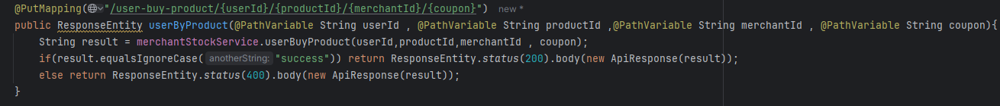 @PutMapping("/user-buy-product/{userId}/{productId}/{merchantId}/{coupon}") new *
public ResponseEntity userByProduct(@PathVariable String userId , @PathVariable String productId ,@PathVariable String merchantId , @PathVariable String coupon){
String result = merchantStockService.userBuyProduct(userId,productId,merchantId , coupon);
if(result.equalsIgnoreCase( anotherString: "success")) return ResponseEntity.status(200).body(new ApiResponse(result));
else return ResponseEntity.status(400).body(new ApiResponse(result));
}